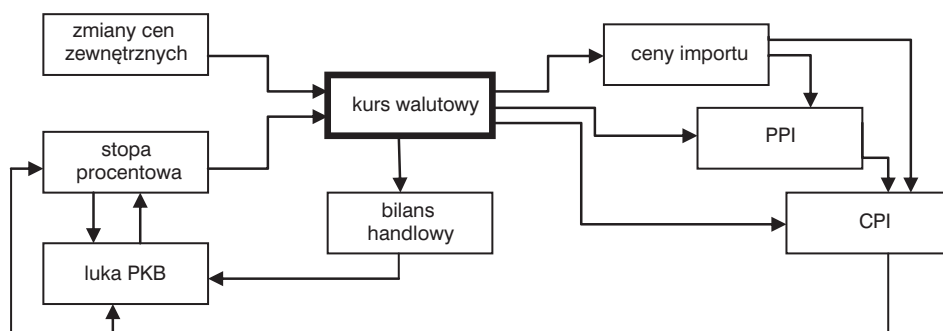 zmiany cen
zewnętrznych
ceny importu
kurs walutowy
PPI
stopa
procentowa
bilans
handlowy
CPI
luka PKB